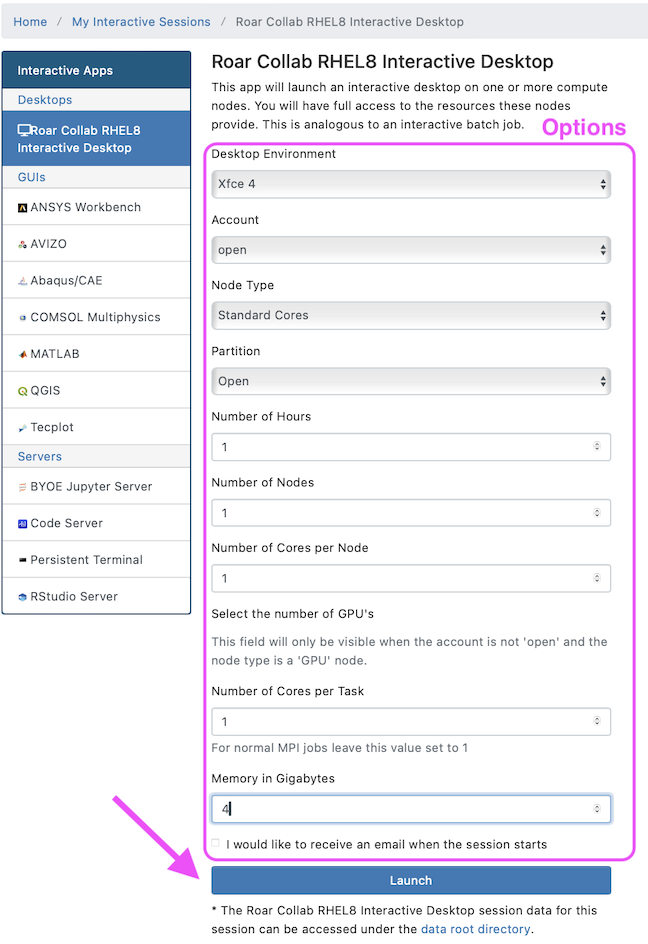 Home / My Interactive Sessions / Roar Collab RHEL8 Interactive Desktop
Interactive Apps
Desktops
Roar Collab RHEL8
Interactive Desktop
GUIs
ANSYS Workbench
AVIZO
Abaqus/CAE
COMSOL Multiphysics
MATLAB
QGIS
Tecplot
Servers
BYOE Jupyter Server
Code Server
Persistent Terminal
RStudio Server
Roar Collab RHEL8 Interactive Desktop
This app will launch an interactive desktop on one or more compute
nodes. You will have full access to the resources these nodes
provide. This is analogous to an interactive batch job.
Options
Desktop Environment
Xfce 4
Account
open
Node Type
Standard Cores
Partition
Open
Number of Hours
1
Number of Nodes
1
Number of Cores per Node
1
Select the number of GPU's
This field will only be visible when the account is not 'open' and the
node type is a 'GPU' node.
Number of Cores per Task
1
For normal MPI jobs leave this value set to 1
Memory in Gigabytes
4
I would like to receive an email when the session starts
Launch
* The Roar Collab RHEL8 Interactive Desktop session data for this
session can be accessed under the data root directory.